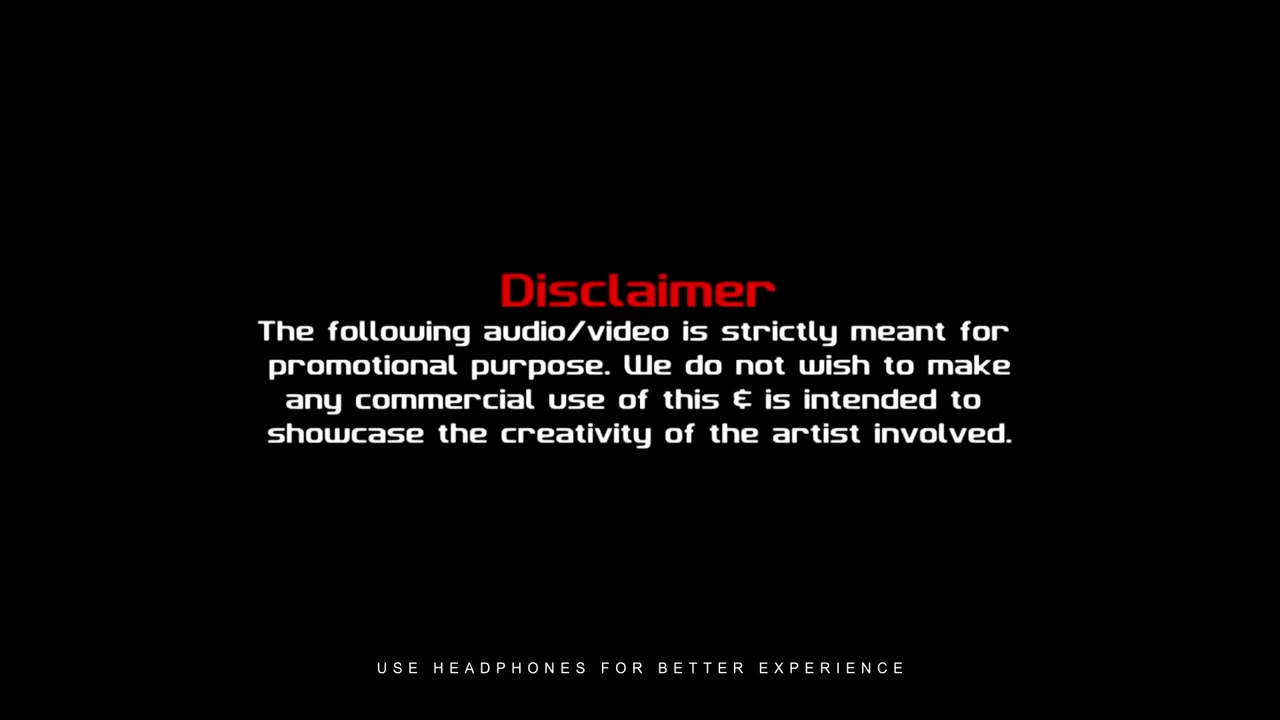 Disclaimer
The following audio/video is strictly meant for
promotional purpose. We do not wish to make
any commercial use of this & is intended to
showcase the creativity of the artist involved.
USE HEADPHONES FOR BETTER EXPERIENCE